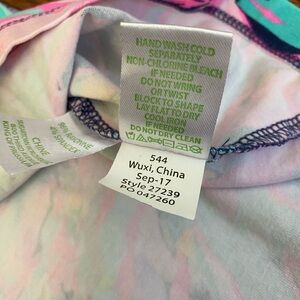 HAND WASH COLD
SEPARATELY
NON-CHLORINE BLEACH
IF NEEDED
DO NOT WRING
OR TWIST
BLOCK TO SHAPE
LAY FLAT TO DRY
COOL IRON
IF NEEDED
DO NOT DRY CLEAN
544
Wuxi, China
Sep-17
Style 27239
PO 047260
CHINE